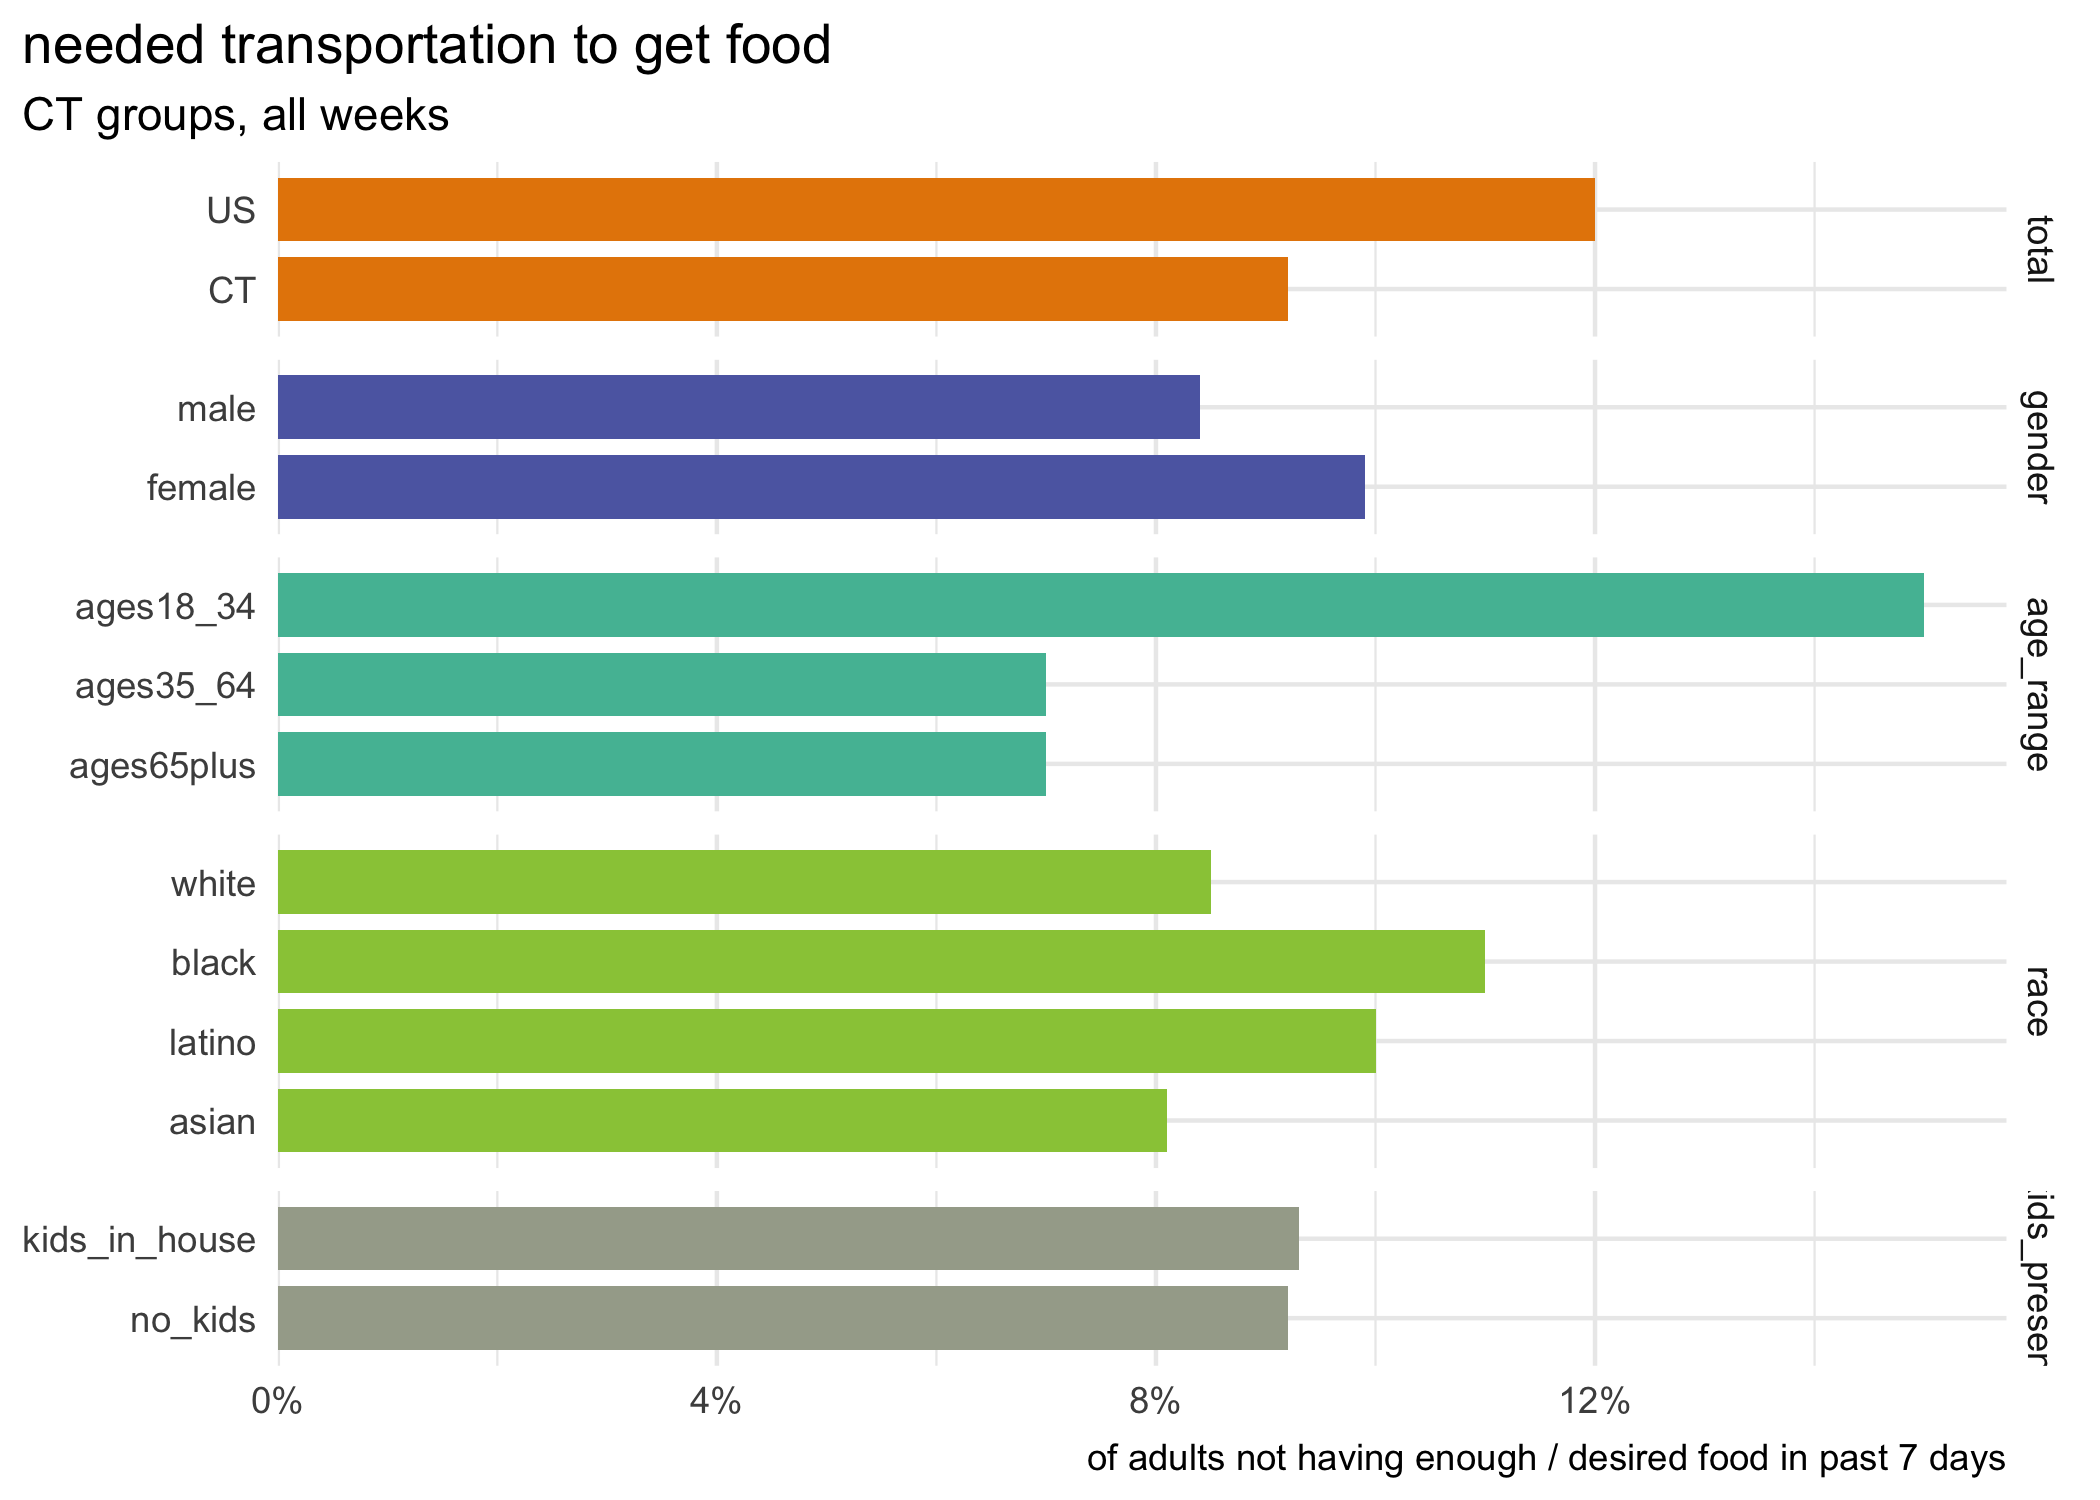 needed transportation to get food
CT groups, all weeks
US
CT
total
male
female
gender
ages18_34
ages35_64
ages65plus
age_range
white
black
latino
asian
race
kids_in_house
no_kids
ids_preser
0%
4%
8%
12%
of adults not having enough / desired food in past 7 days